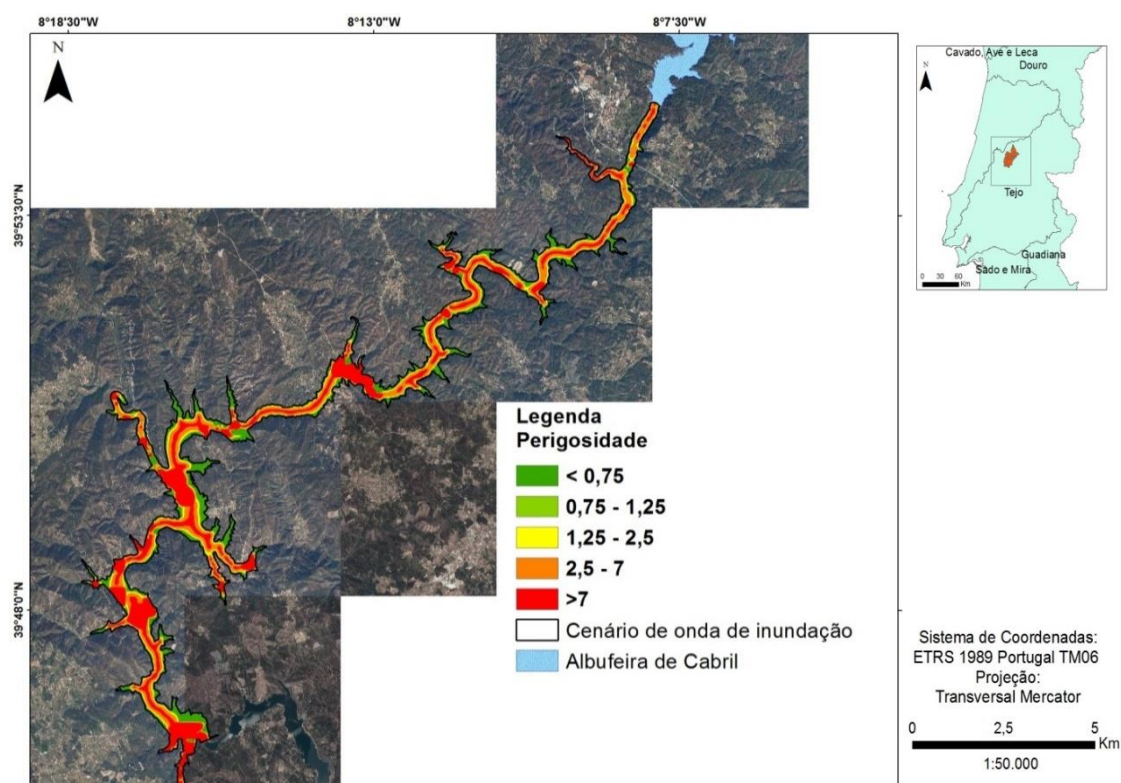 8°18'30"W 8°13'0"W 8°7'30"W
N
39°53'30"N
39°48'0"N
Legenda
Perigosidade
< 0,75
0,75 - 1,25
1,25 - 2,5
2,5 - 7
>7
Cenário de onda de inundação
Albufeira de Cabril
N
Cavado, Ave e Leca
Douro
Tejo
Guadiana
Sado e Mira
0 30 60
Km
Sistema de Coordenadas:
ETRS 1989 Portugal TM06
Projeção:
Transversal Mercator
0 2,5 5
Km
1:50.000